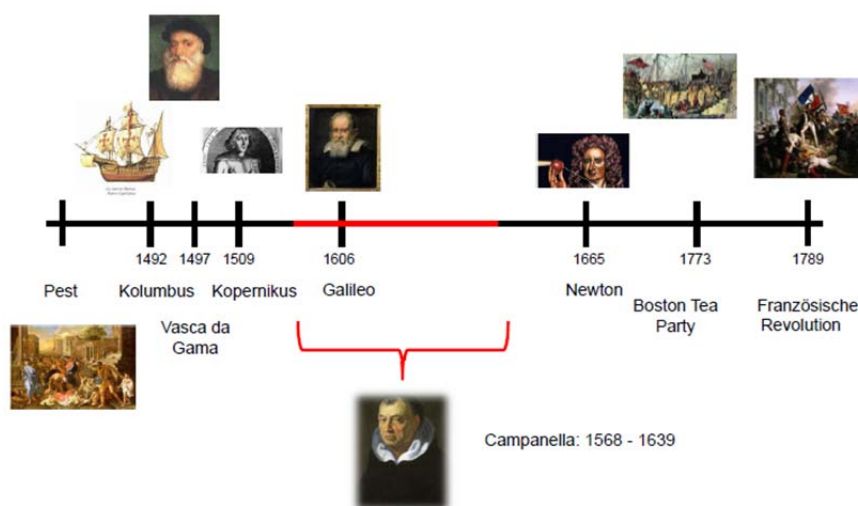 1492
1497
1509
1606
1665
1773
1789
Pest
Kolumbus
Kopernikus
Galileo
Newton
Boston Tea
Party
Französische
Revolution
Vasca da
Gama
Campanella: 1568 - 1639